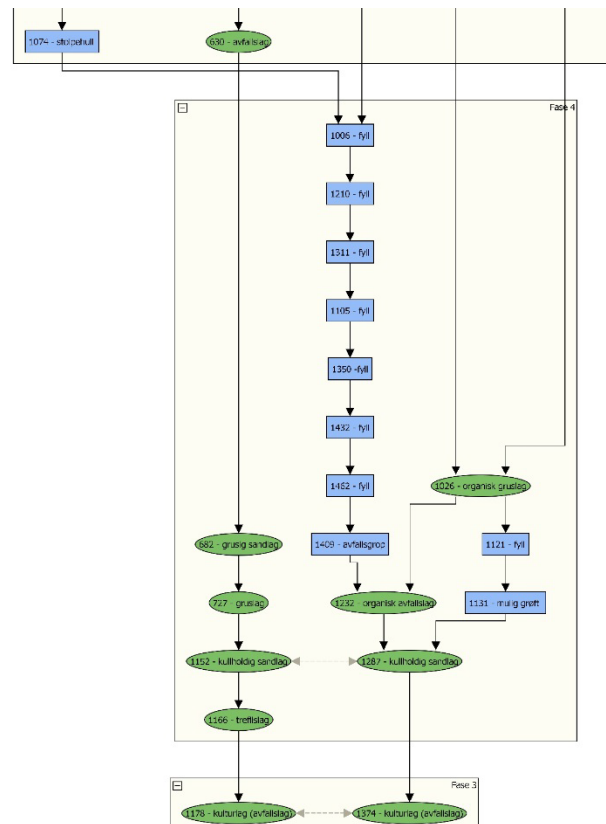 1074 - stolpehull
630 - avfallslag
Fase 4
1006 - fyll
1210 - fyll
1311 - fyll
1105 - fyll
1350 -fyll
1432 - fyll
1462 - fyll
1026 - organisk gruslag
682 - grusig sandlag
1409 - avfallsgrop
1121 - fyll
727 - gruslag
1232 - organisk avfallslag
1131 - mulig grøft
1152 - kullholdig sandlag
1287 - kullholdig sandlag
1166 - treflislag
Fase 3
1178 - kulturlag (avfallslag)
1374 - kulturlag (avfallslag)